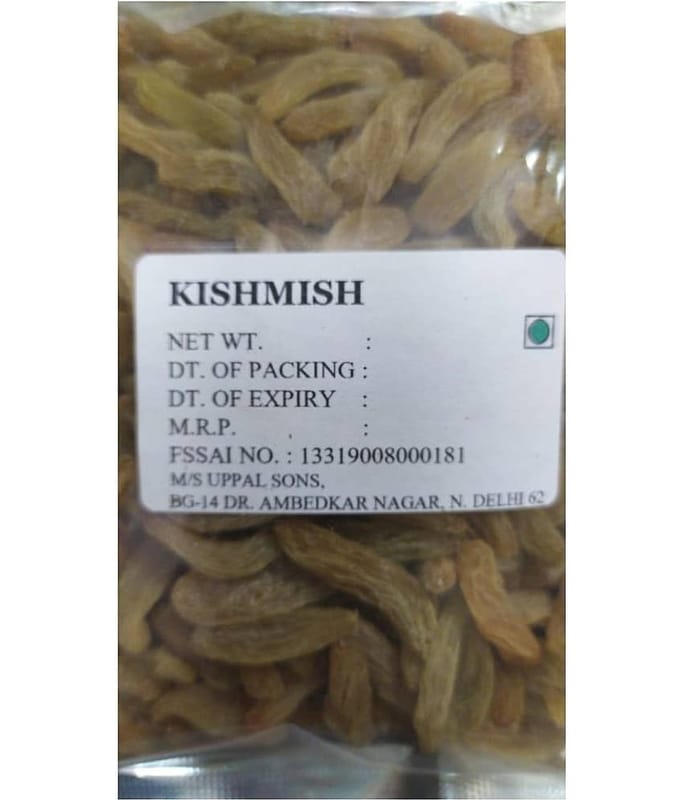 KISHMISH
NET WT. :
DT. OF PACKING :
DT. OF EXPIRY :
M.R.P. :
FSSAI NO. : 13319008000181
M/S UPPAL SONS,
BG-14 DR. AMBEDKAR NAGAR, N. DELHI 62